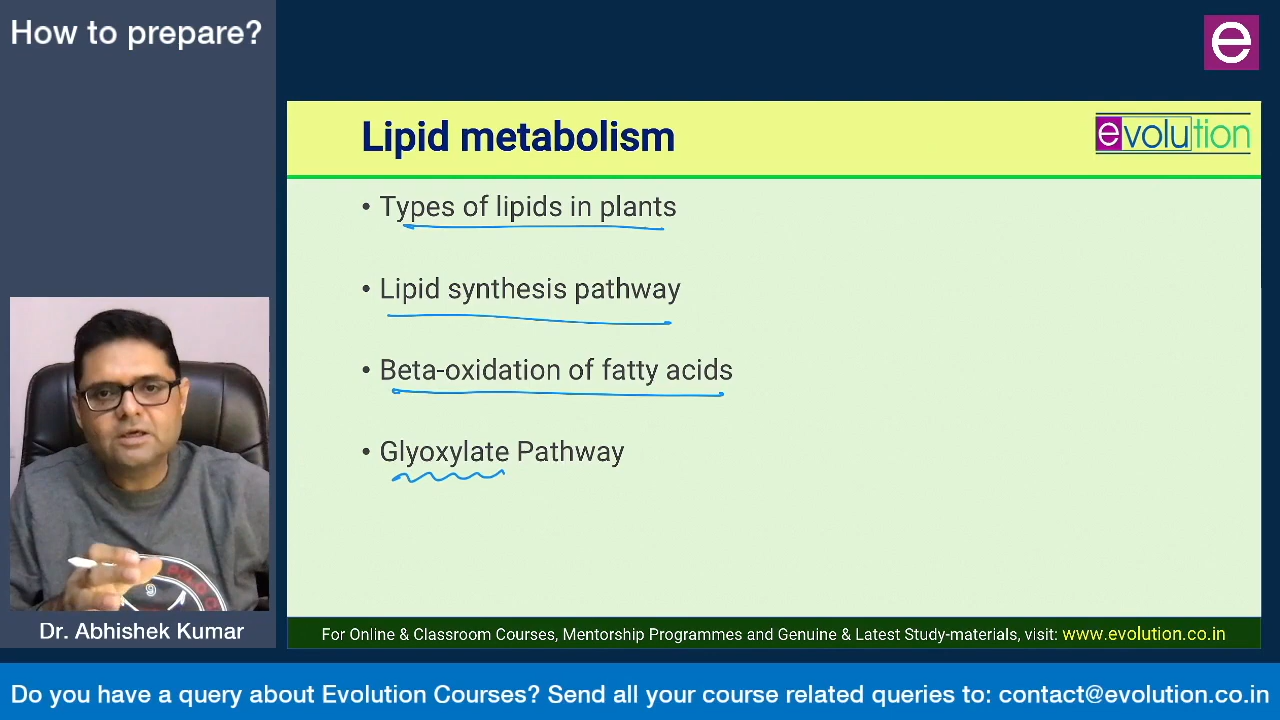 How to prepare?
e
Lipid metabolism
evolution
• Types of lipids in plants
• Lipid synthesis pathway
• Beta-oxidation of fatty acids
• Glyoxylate Pathway
9
Dr. Abhishek Kumar
For Online & Classroom Courses, Mentorship Programmes and Genuine & Latest Study-materials, visit: www.evolution.co.in
Do you have a query about Evolution Courses? Send all your course related queries to: contact@evolution.co.in